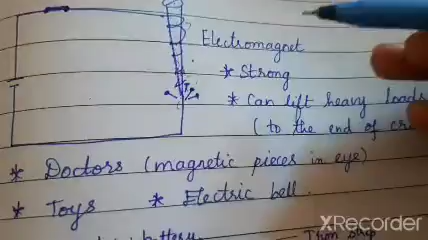 Electromagnet
* Strong
* Can lift heavy loads
( to the end of
* Doctors (magnetic pieces in eye)
* Toys * Electric bell.
battery
XRecorder